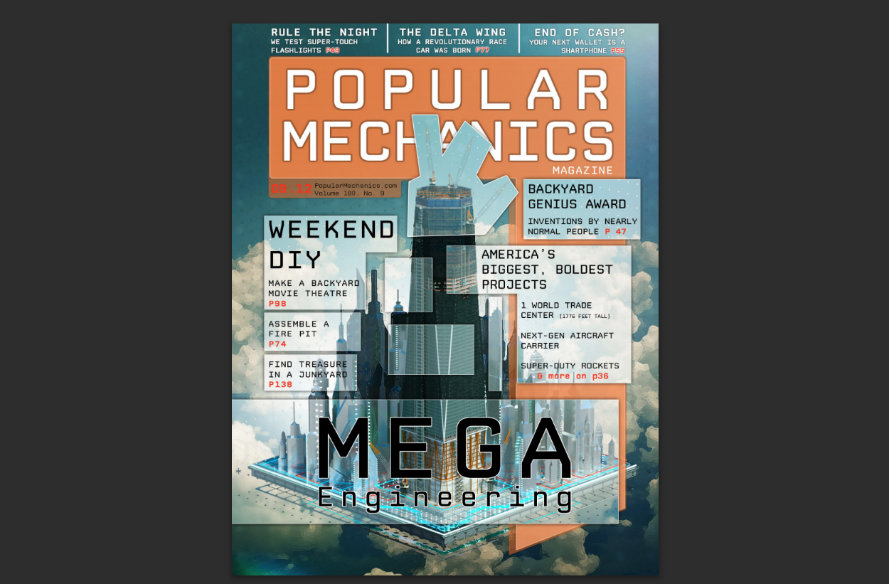 RULE THE NIGHT
WE TEST SUPER-TOUCH
FLASHLIGHTS
THE DELTA WING
HOW A REVOLUTIONARY RACE
CAR WAS BORN P77
END OF CASH?
YOUR NEXT WALLET IS A
SMARTPHONE
POPULAR
MECHANICS
MAGAZINE
PopularMechanics.com
Volume 189. No. 9
BACKYARD
GENIUS AWARD
INVENTIONS BY NEARLY
NORMAL PEOPLE P 47
WEEKEND
DIY
MAKE A BACKYARD
MOVIE THEATRE
P98
ASSEMBLE A
FIRE PIT
P74
FIND TREASURE
IN A JUNKYARD
P138
AMERICA'S
BIGGEST, BOLDEST
PROJECTS
1 WORLD TRADE
CENTER (1776 FEET TALL)
NEXT-GEN AIRCRAFT
CARRIER
SUPER-DUTY ROCKETS
& more on p36
MEGA
Engineering